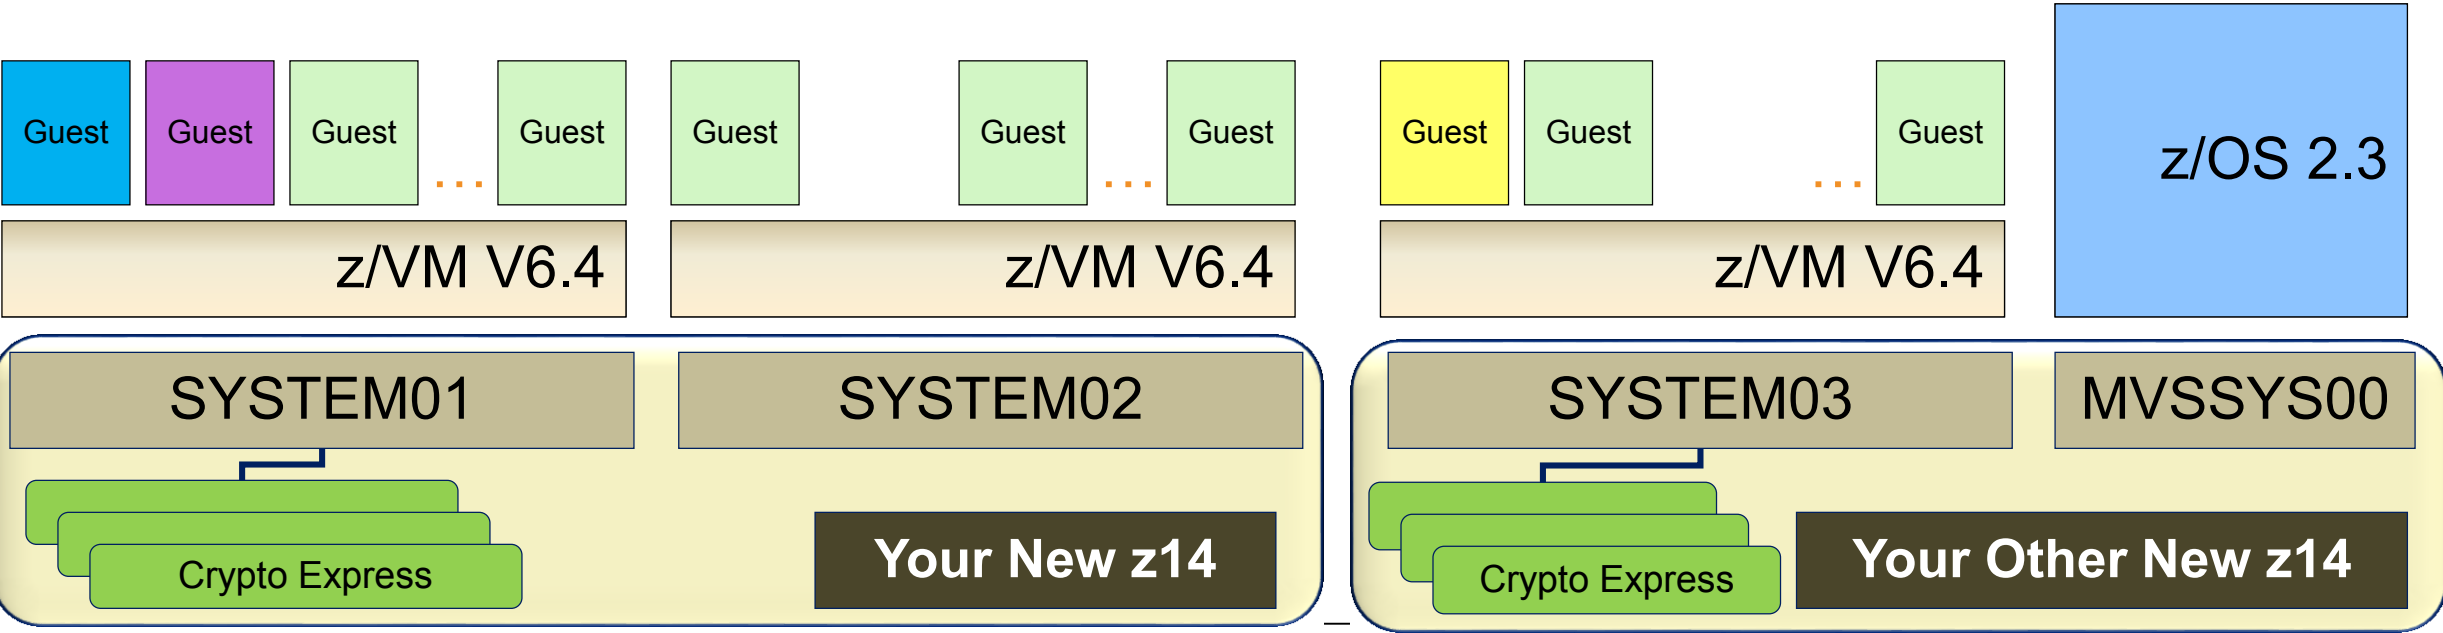 Guest Guest Guest ... Guest Guest Guest ... Guest Guest Guest ... Guest
z/OS 2.3
z/VM V6.4 z/VM V6.4 z/VM V6.4
SYSTEM01 SYSTEM02 SYSTEM03 MVSSYS00
Crypto Express
Your New z14
Crypto Express
Your Other New z14